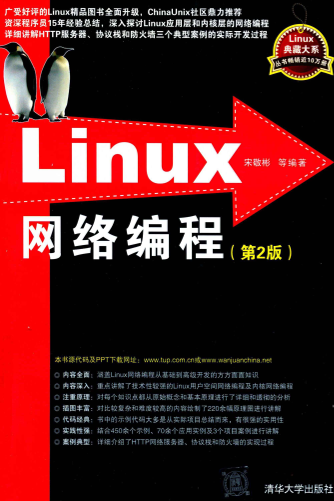 广受好评的Linux精品图书全面升级，ChinaUnix社区鼎力推荐
资深程序员15年经验总结，深入探讨Linux应用层和内核层的网络编程
详细讲解HTTP服务器、协议栈和防火墙三个典型案例的实际开发过程
Linux
典藏大系
丛书畅销近10万册
Linux
宋敬彬 等编著
网络编程（第2版）
本书源代码及PPT下载网址：www.tup.com.cn或www.wanjuanchina.net
内容全面：涵盖Linux网络编程从基础到高级开发的方方面面知识
内容深入：重点讲解了技术性较强的Linux用户空间网络编程及内核网络编程
注重原理：对每个知识点都从原始概念和基本原理进行了详细和透彻的分析
插图丰富：对比较复杂和难度较高的内容绘制了220余幅原理图进行讲解
代码经典：书中的示例代码大多是从实际项目总结而来，有很强的实用性
实践性强：结合450余个示例、70余个应用实例及3个项目案例进行讲解
案例典型：详细介绍了HTTP网络服务器、协议栈和防火墙的实现过程
清华大学出版社